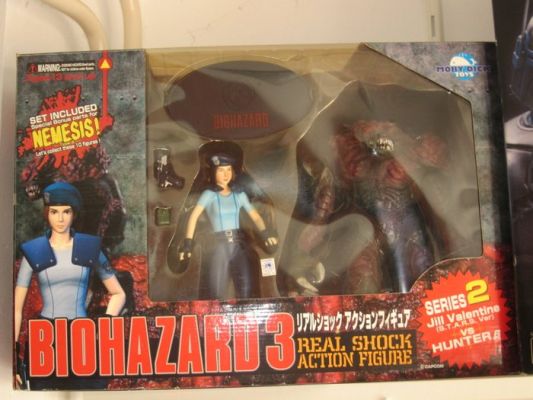 WARNING:
MOBY DICK
TOYS
SET INCLUDED
Special Bonus parts for
NEMESIS!
Let's collect these 10 figures!
BIOHAZARD
BIOHAZARD 3
リアルショック アクションフィギュア
REAL SHOCK
ACTION FIGURE
SERIES 2
Jill Valentine
(S.T.A.R.S. Ver)
VS
HUNTER β
© CAPCOM